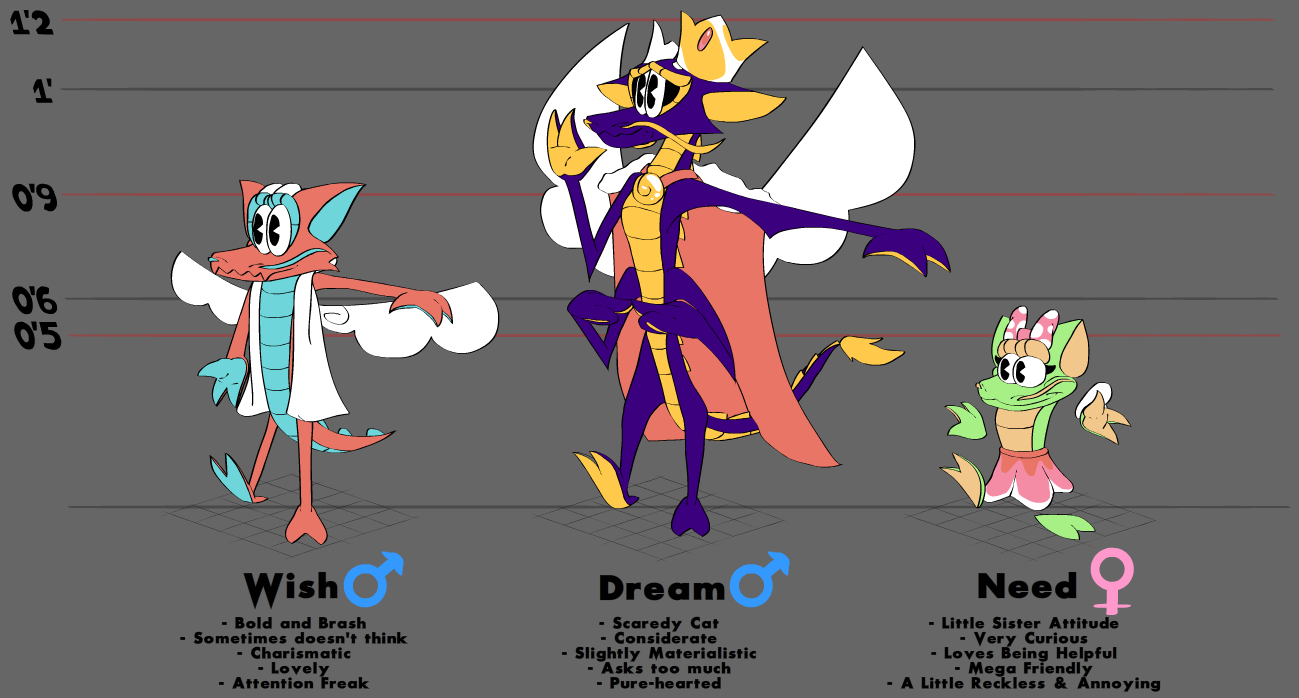 1'2
1'
0'9
0'6
0'5
Wish
- Bold and Brash
- Sometimes doesn't think
- Charismatic
- Lovely
- Attention Freak
Dream
- Scaredy Cat
- Considerate
- Slightly Materialistic
- Asks too much
- Pure-hearted
Need
- Little Sister Attitude
- Very Curious
- Loves Being Helpful
- Mega Friendly
- A Little Reckless & Annoying